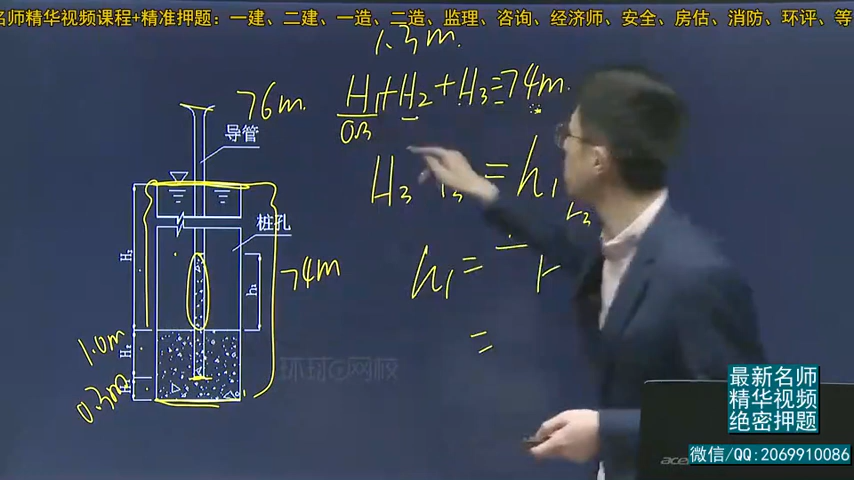 名师精华视频课程+精准押题：一建、二建、一造、二造、监理、咨询、经济师、安全、房估、消防、环评、等
1.3m.
76m.
H₁+H₂+H₃=74m.
0.3
导管
桩孔
74m
h₁
1.0m
H₂
0.3m
H₃
= h₁
h₁=
=
环球网校
acer
最新名师
精华视频
绝密押题
微信/QQ:2069910086